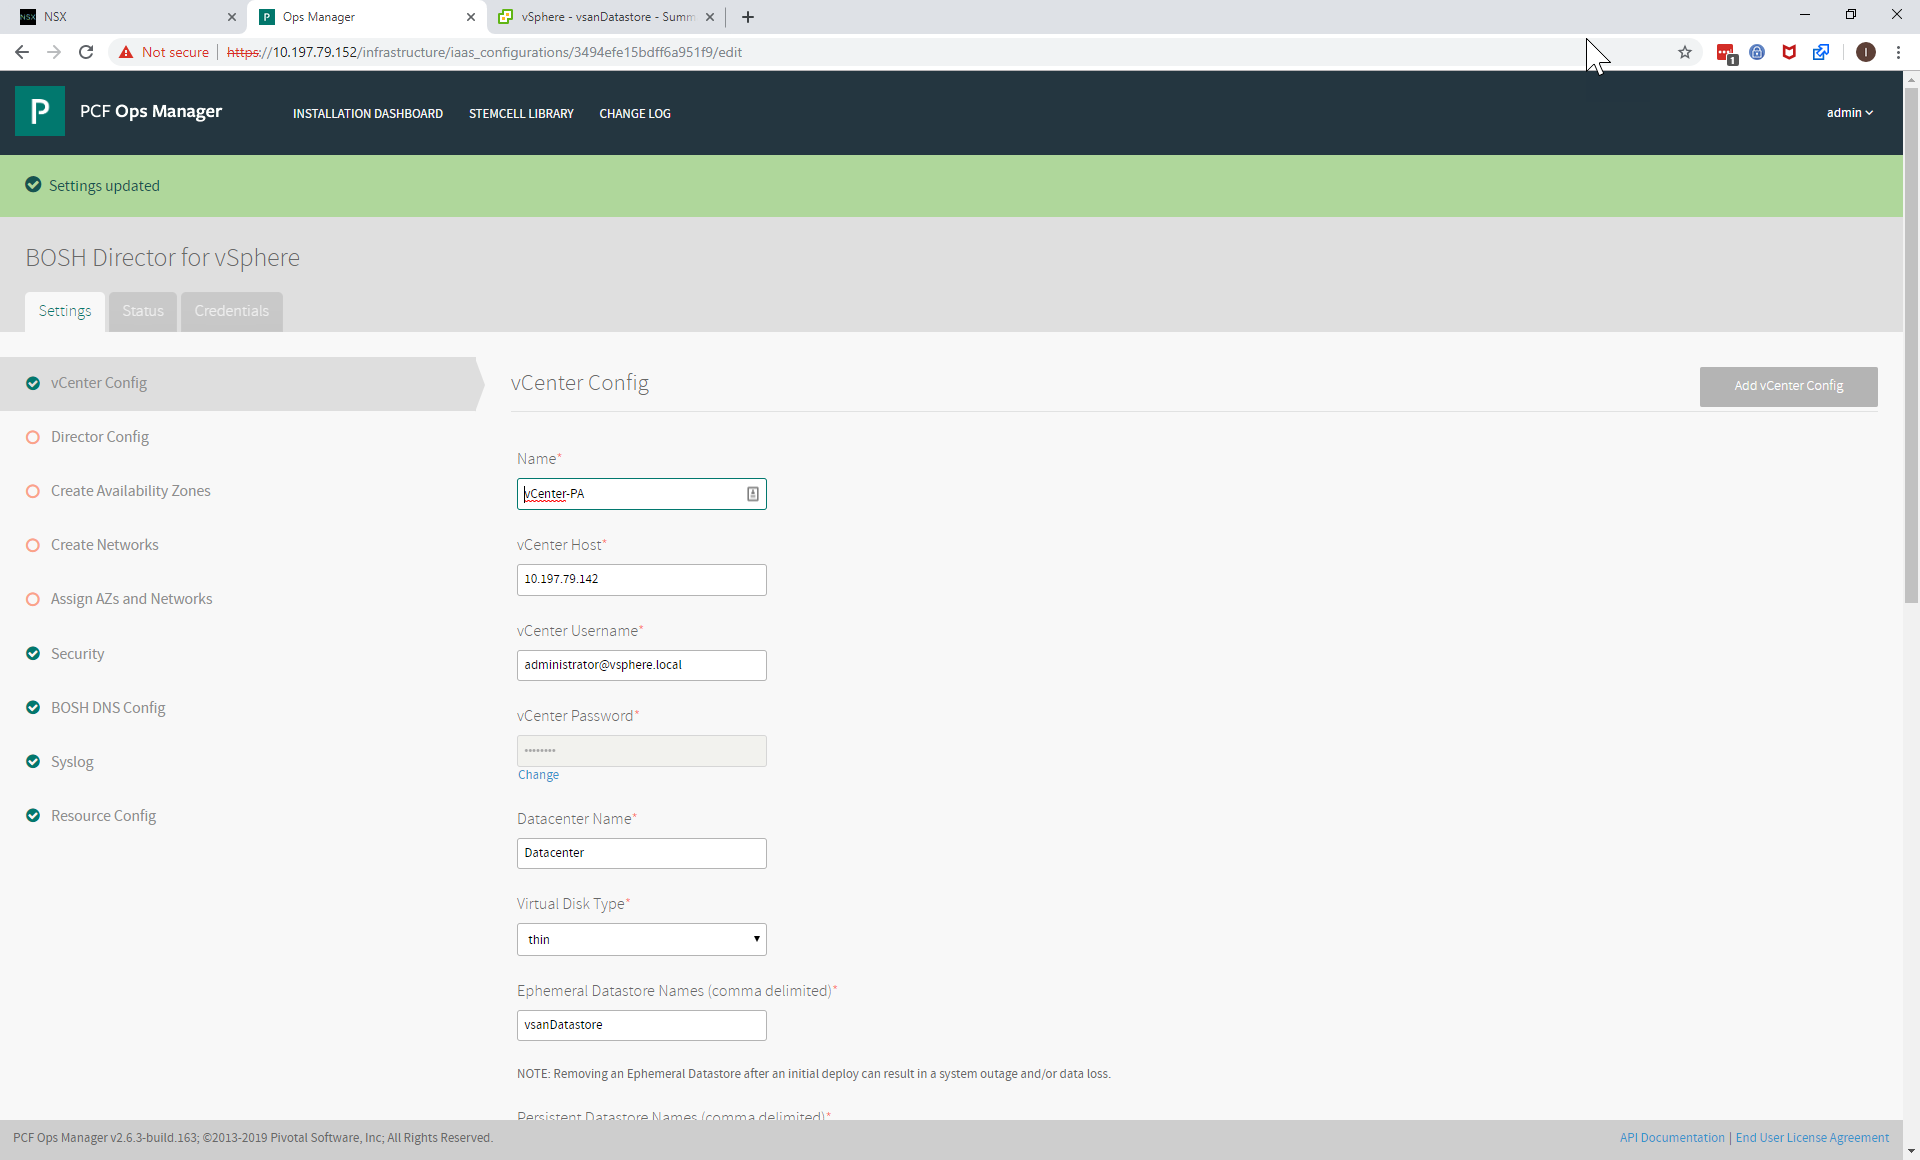 NSX
Ops Manager
vSphere - vsanDatastore - Summ
Not secure
https://10.197.79.152/infrastructure/iaas_configurations/3494efe15bdff6a951f9/edit
1
I
P
PCF Ops Manager
INSTALLATION DASHBOARD
STEMCELL LIBRARY
CHANGE LOG
admin
Settings updated
BOSH Director for vSphere
Settings
Status
Credentials
vCenter Config
Director Config
Create Availability Zones
Create Networks
Assign AZs and Networks
Security
BOSH DNS Config
Syslog
Resource Config
vCenter Config
Add vCenter Config
Name*
vCenter-PA
vCenter Host*
10.197.79.142
vCenter Username*
administrator@vsphere.local
vCenter Password*
••••••••
Change
Datacenter Name*
Datacenter
Virtual Disk Type*
thin
Ephemeral Datastore Names (comma delimited)*
vsanDatastore
NOTE: Removing an Ephemeral Datastore after an initial deploy can result in a system outage and/or data loss.
Persistent Datastore Names (comma delimited)*
PCF Ops Manager v2.6.3-build.163; ©2013-2019 Pivotal Software, Inc; All Rights Reserved.
API Documentation | End User License Agreement